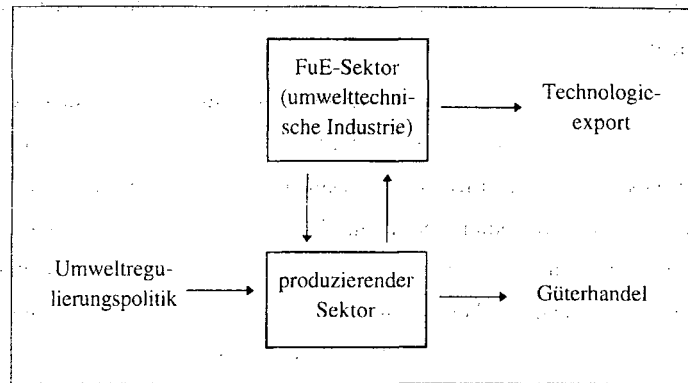 FuE-Sektor
(umwelttechni-
sche Industrie)
Technologie-
export
Umweltregu-
lierungspolitik
produzierender
Sektor
Güterhandel